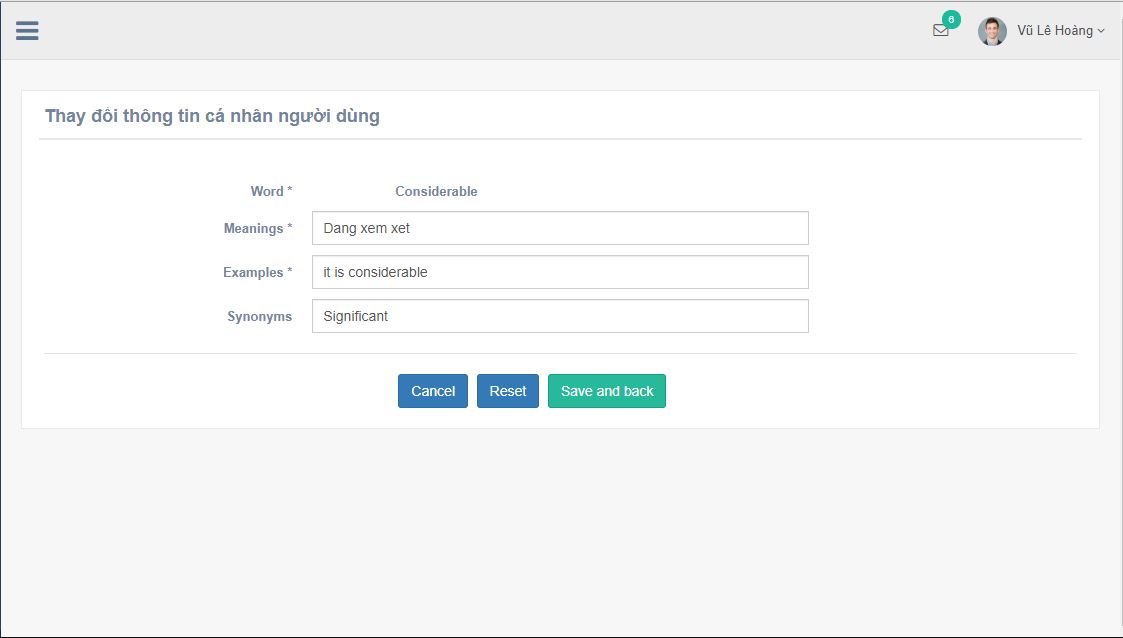 6
Vũ Lê Hoàng
Thay đổi thông tin cá nhân người dùng
Word * Considerable
Meanings * Dang xem xet
Examples * it is considerable
Synonyms Significant
Cancel Reset Save and back